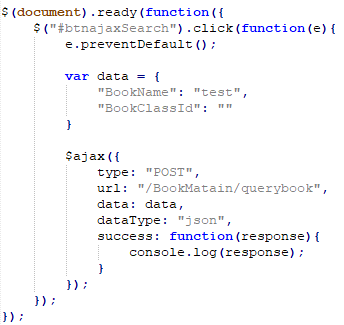 $(document).ready(function({
    $("#btnajaxSearch").click(function(e){
        e.preventDefault();

        var data = {
            "BookName": "test",
            "BookClassId": ""
        }

        $ajax({
            type: "POST",
            url: "/BookMatain/querybook",
            data: data,
            dataType: "json",
            success: function(response){
                console.log(response);
            }
        });
    });
});